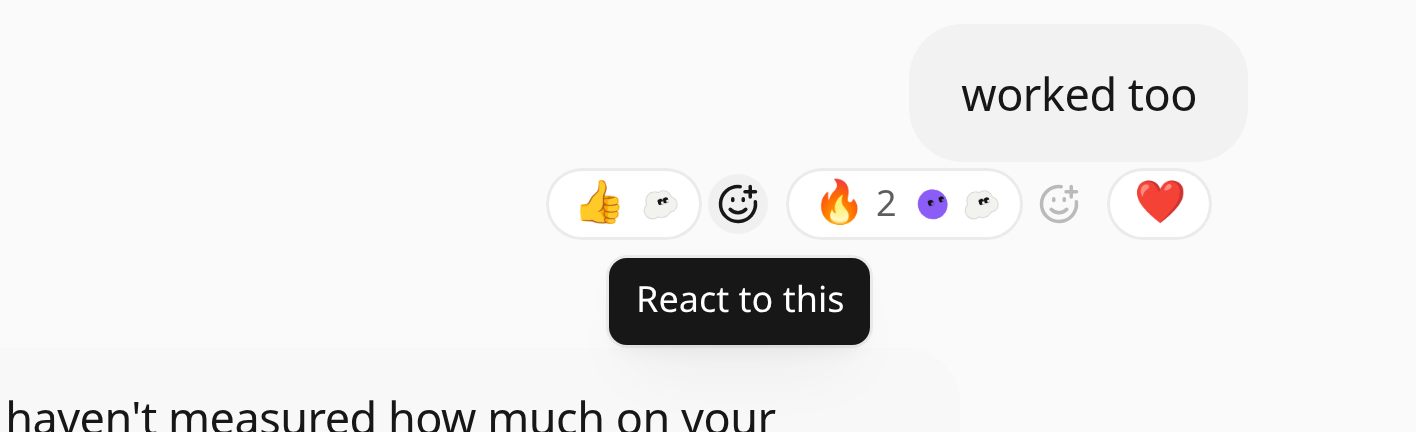 worked too
👍 🔥 2 ❤️
React to this
haven't measured how much on your